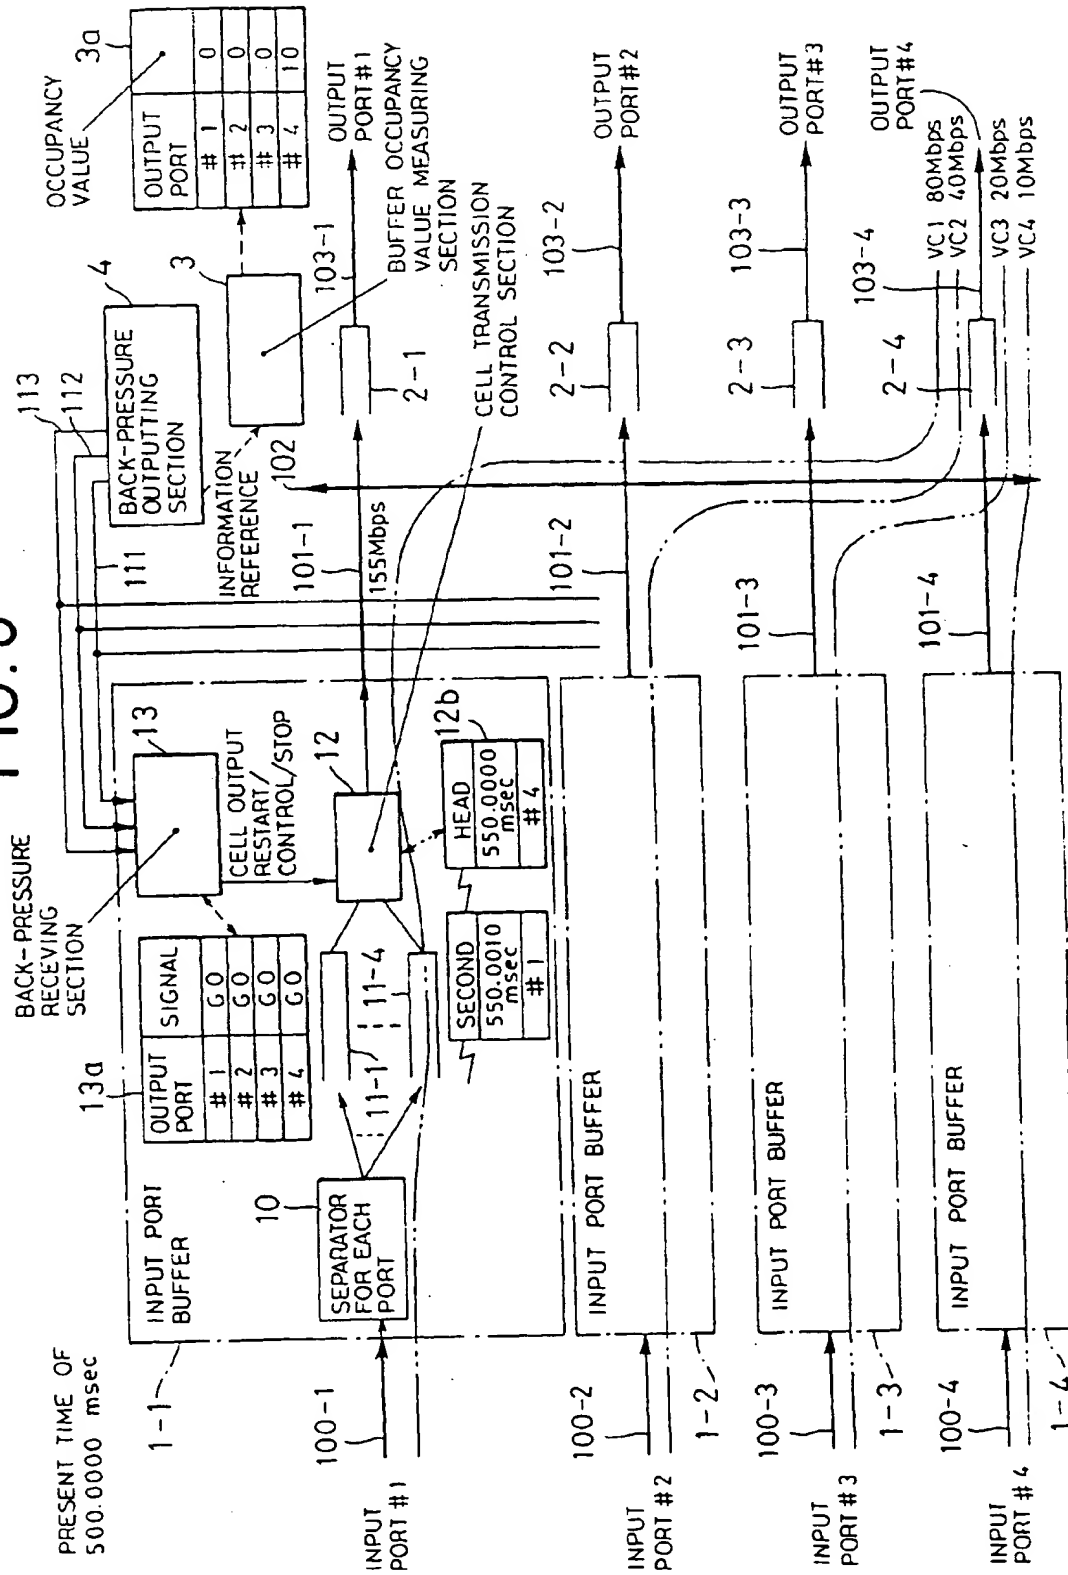 FIG. 6
PRESENT TIME OF
500.0000 msec
BACK-PRESSURE
RECEVING
SECTION
113
112
111
4
BACK-PRESSURE
OUTPUTTING
SECTION
OCCUPANCY
VALUE
3a
OUTPUT
PORT
# 1 0
# 2 0
# 3 0
# 4 10
3
INFORMATION
REFERENCE
102
BUFFER OCCUPANCY
VALUE MEASURING
SECTION
CELL TRANSMISSION
CONTROL SECTION
1-1
INPUT PORT
BUFFER
13a
OUTPUT
PORT
SIGNAL
# 1 GO
# 2 GO
# 3 GO
# 4 GO
13
CELL OUTPUT
RESTART/
CONTROL/STOP
12
10
SEPARATOR
FOR EACH
PORT
11-1
11-4
12b
HEAD
550.0000
msec
# 4
SECOND
550.0010
msec
# 1
INPUT
PORT #1
100-1
101-1
155Mbps
2-1
103-1
OUTPUT
PORT #1
INPUT
PORT #2
100-2
1-2
INPUT PORT BUFFER
101-2
2-2
103-2
OUTPUT
PORT #2
INPUT
PORT #3
100-3
1-3
INPUT PORT BUFFER
101-3
2-3
103-3
OUTPUT
PORT #3
INPUT
PORT #4
100-4
1-4
INPUT PORT BUFFER
101-4
2-4
103-4
OUTPUT
PORT #4
VC1 80Mbps
VC2 40Mbps
VC3 20Mbps
VC4 10Mbps